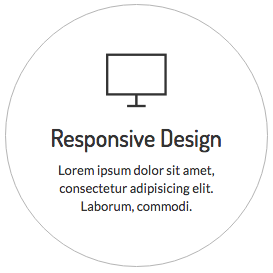 Responsive Design
Lorem ipsum dolor sit amet,
consectetur adipisicing elit.
Laborum, commodi.